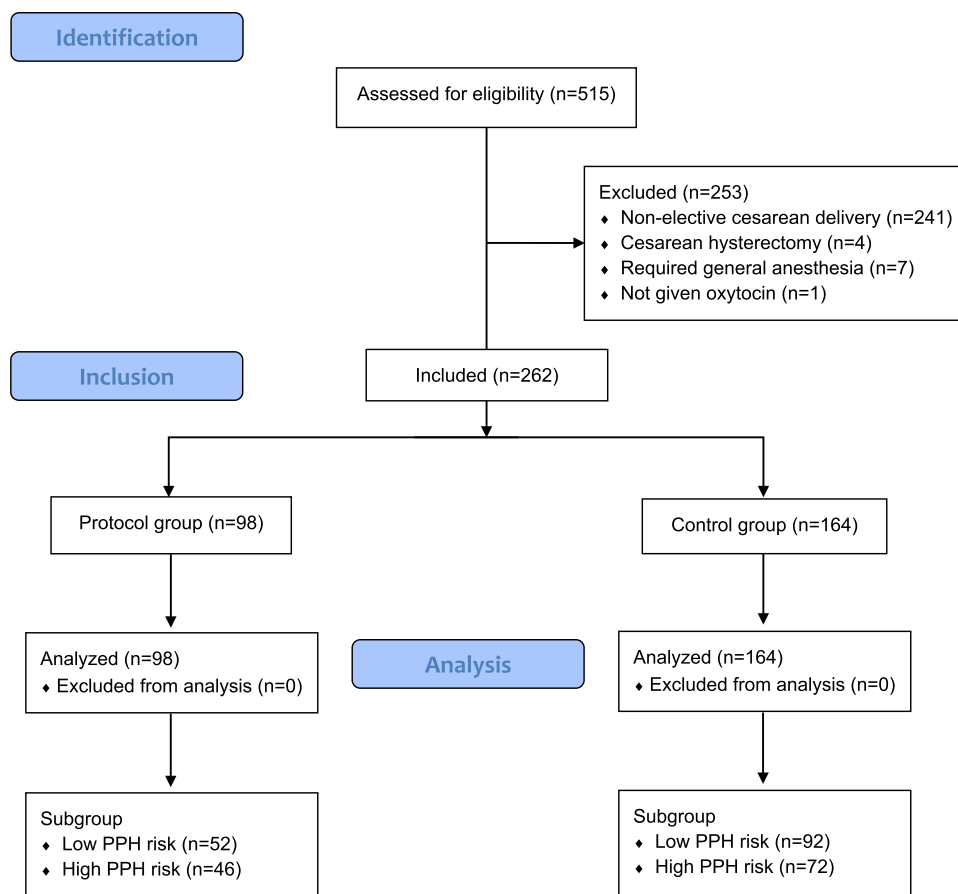 Identification
Assessed for eligibility (n=515)
Excluded (n=253)
♦ Non-elective cesarean delivery (n=241)
♦ Cesarean hysterectomy (n=4)
♦ Required general anesthesia (n=7)
♦ Not given oxytocin (n=1)
Inclusion
Included (n=262)
Protocol group (n=98)
Control group (n=164)
Analyzed (n=98)
♦ Excluded from analysis (n=0)
Analysis
Analyzed (n=164)
♦ Excluded from analysis (n=0)
Subgroup
♦ Low PPH risk (n=52)
♦ High PPH risk (n=46)
Subgroup
♦ Low PPH risk (n=92)
♦ High PPH risk (n=72)